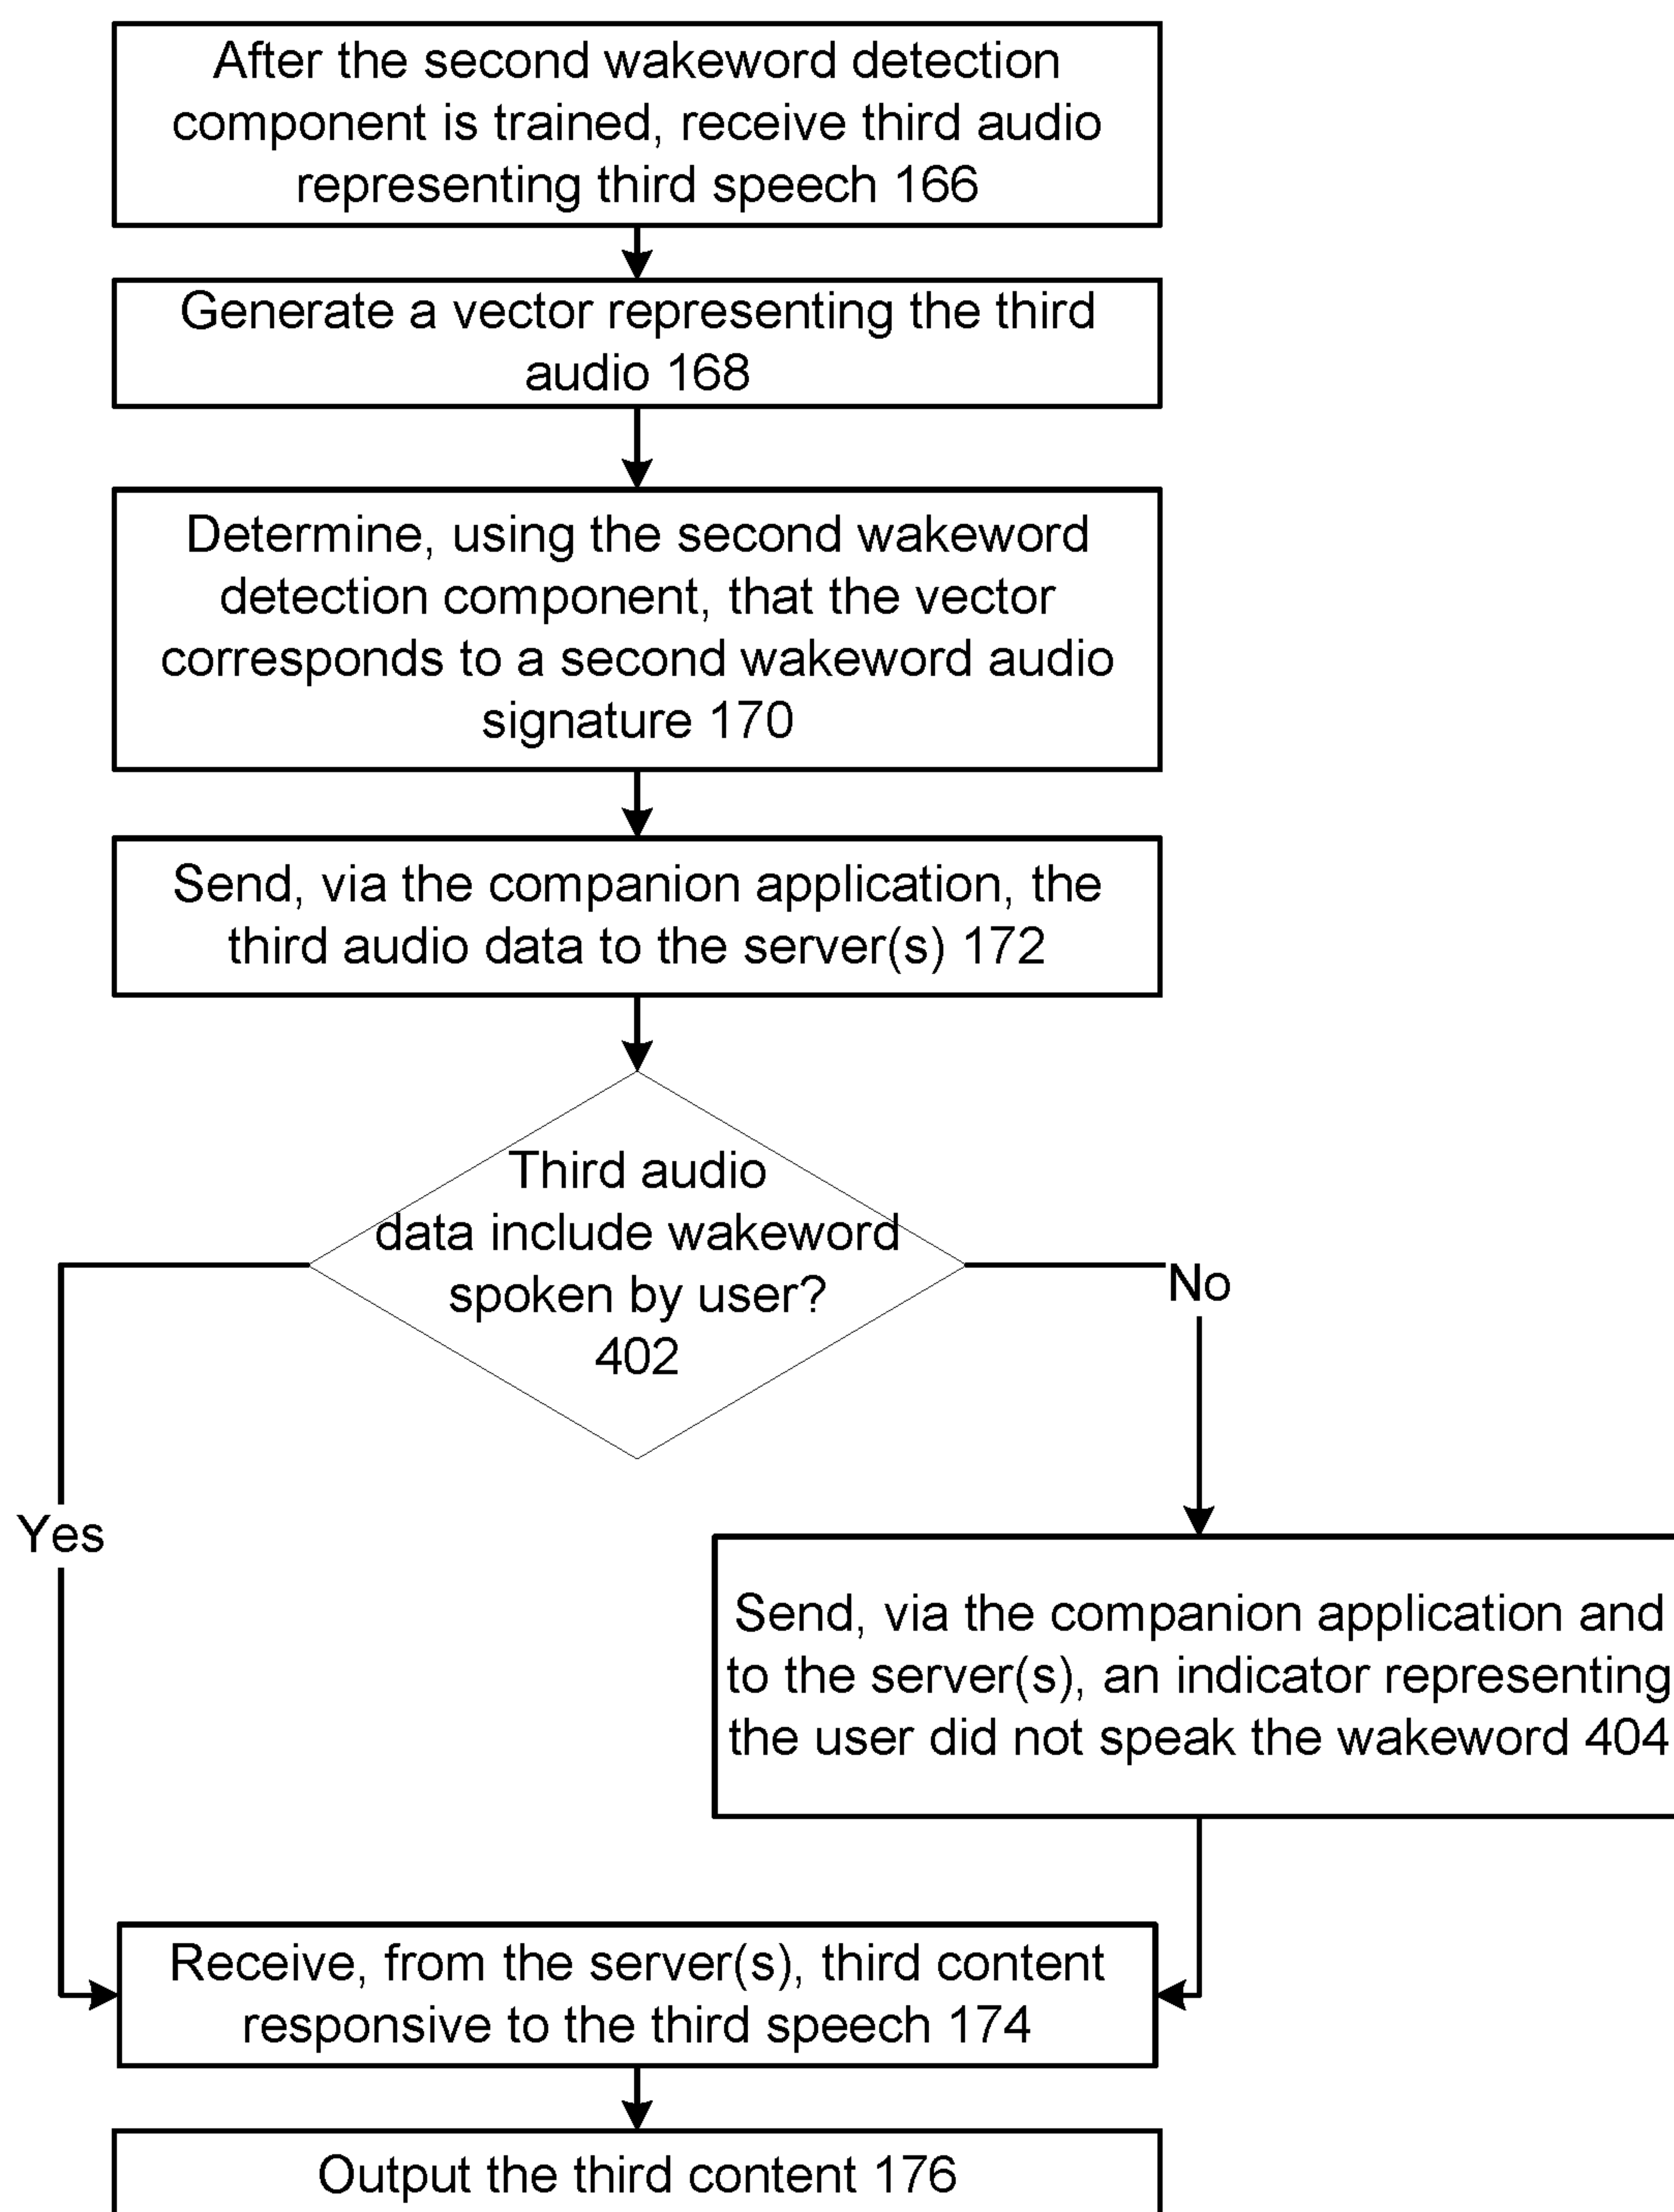 After the second wakeword detection
component is trained, receive third audio
representing third speech 166
Generate a vector representing the third
audio 168
Determine, using the second wakeword
detection component, that the vector
corresponds to a second wakeword audio
signature 170
Send, via the companion application, the
third audio data to the server(s) 172
Third audio
data include wakeword
spoken by user?
402
No
Yes
Send, via the companion application and
to the server(s), an indicator representing
the user did not speak the wakeword 404
Receive, from the server(s), third content
responsive to the third speech 174
Output the third content 176